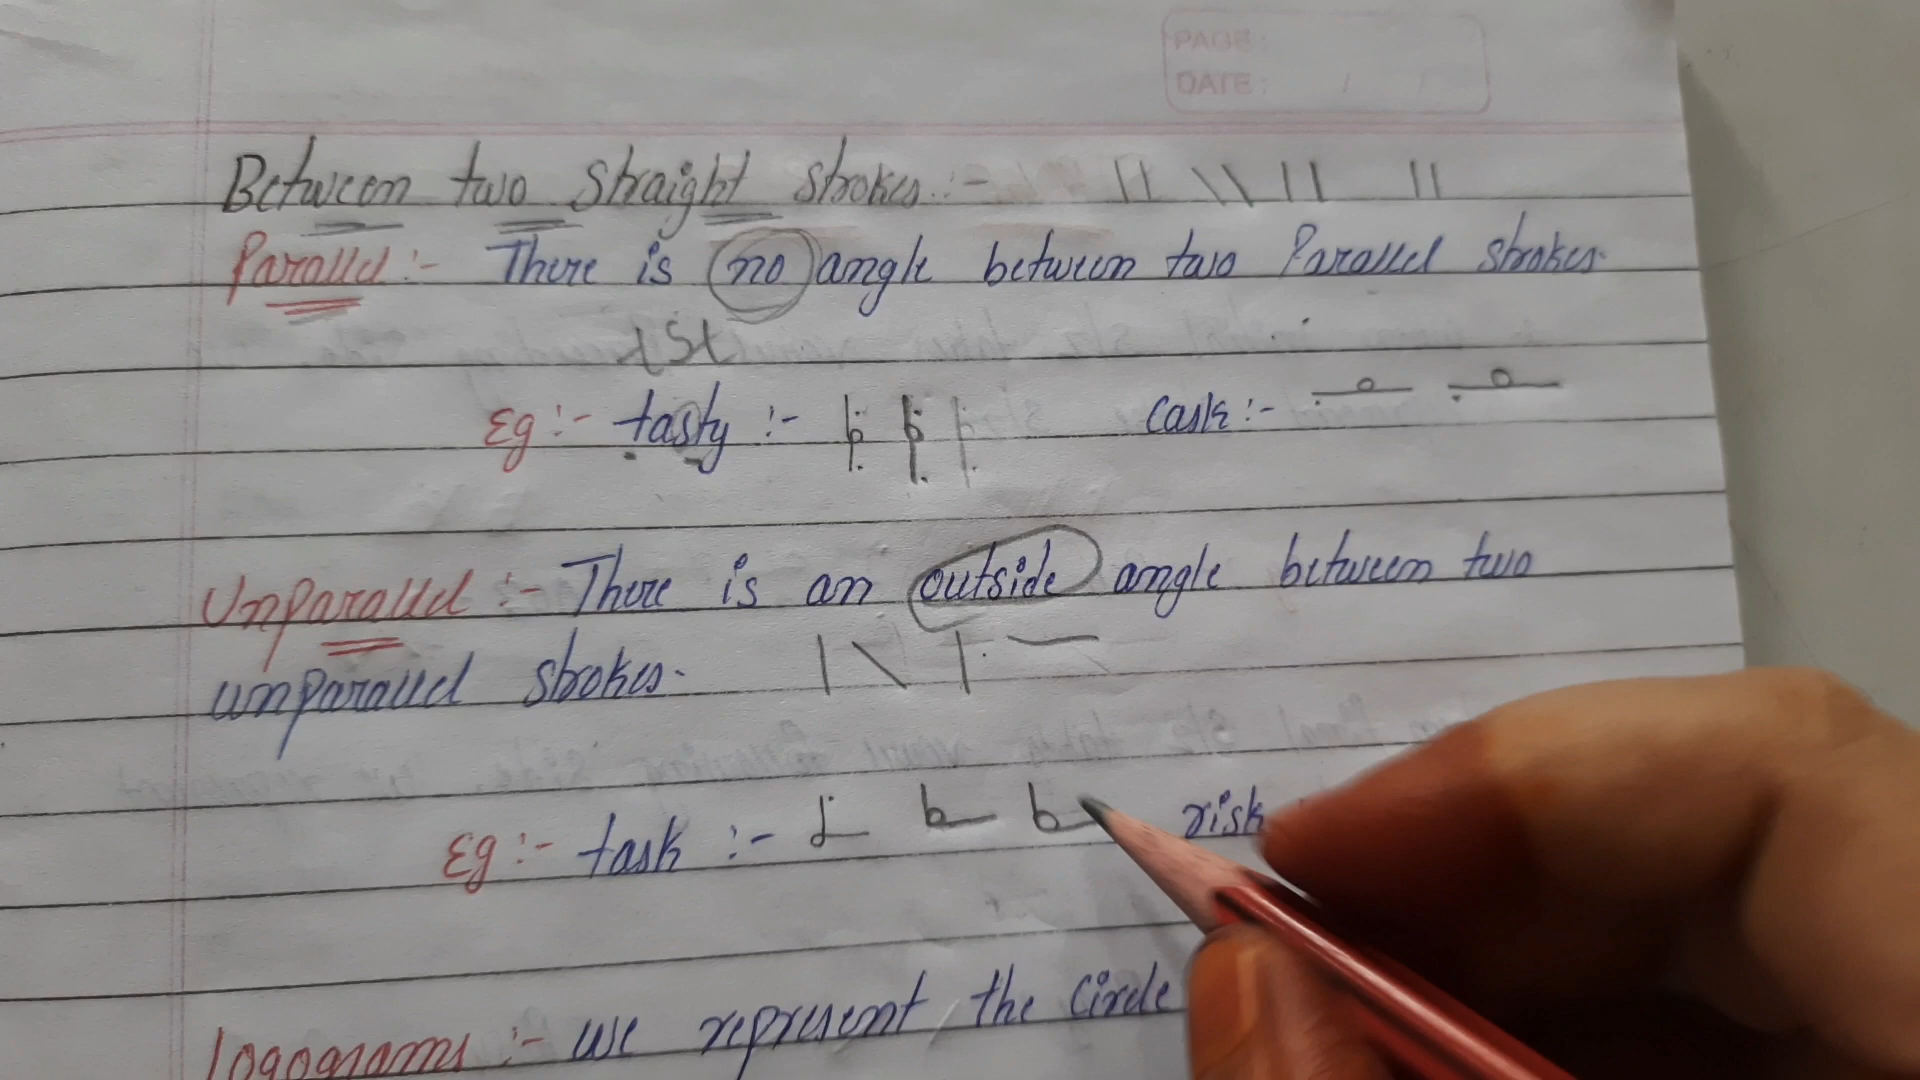 PAGE :
DATE : / /
Between two straight strokes :-
Parallel :- There is no angle between two Parallel strokes.
tst
Eg :- tasty :- cask :-
Unparallel :- There is an outside angle between two
unparallel strokes.
Eg :- task :- risk
logograms :- we represent the circle